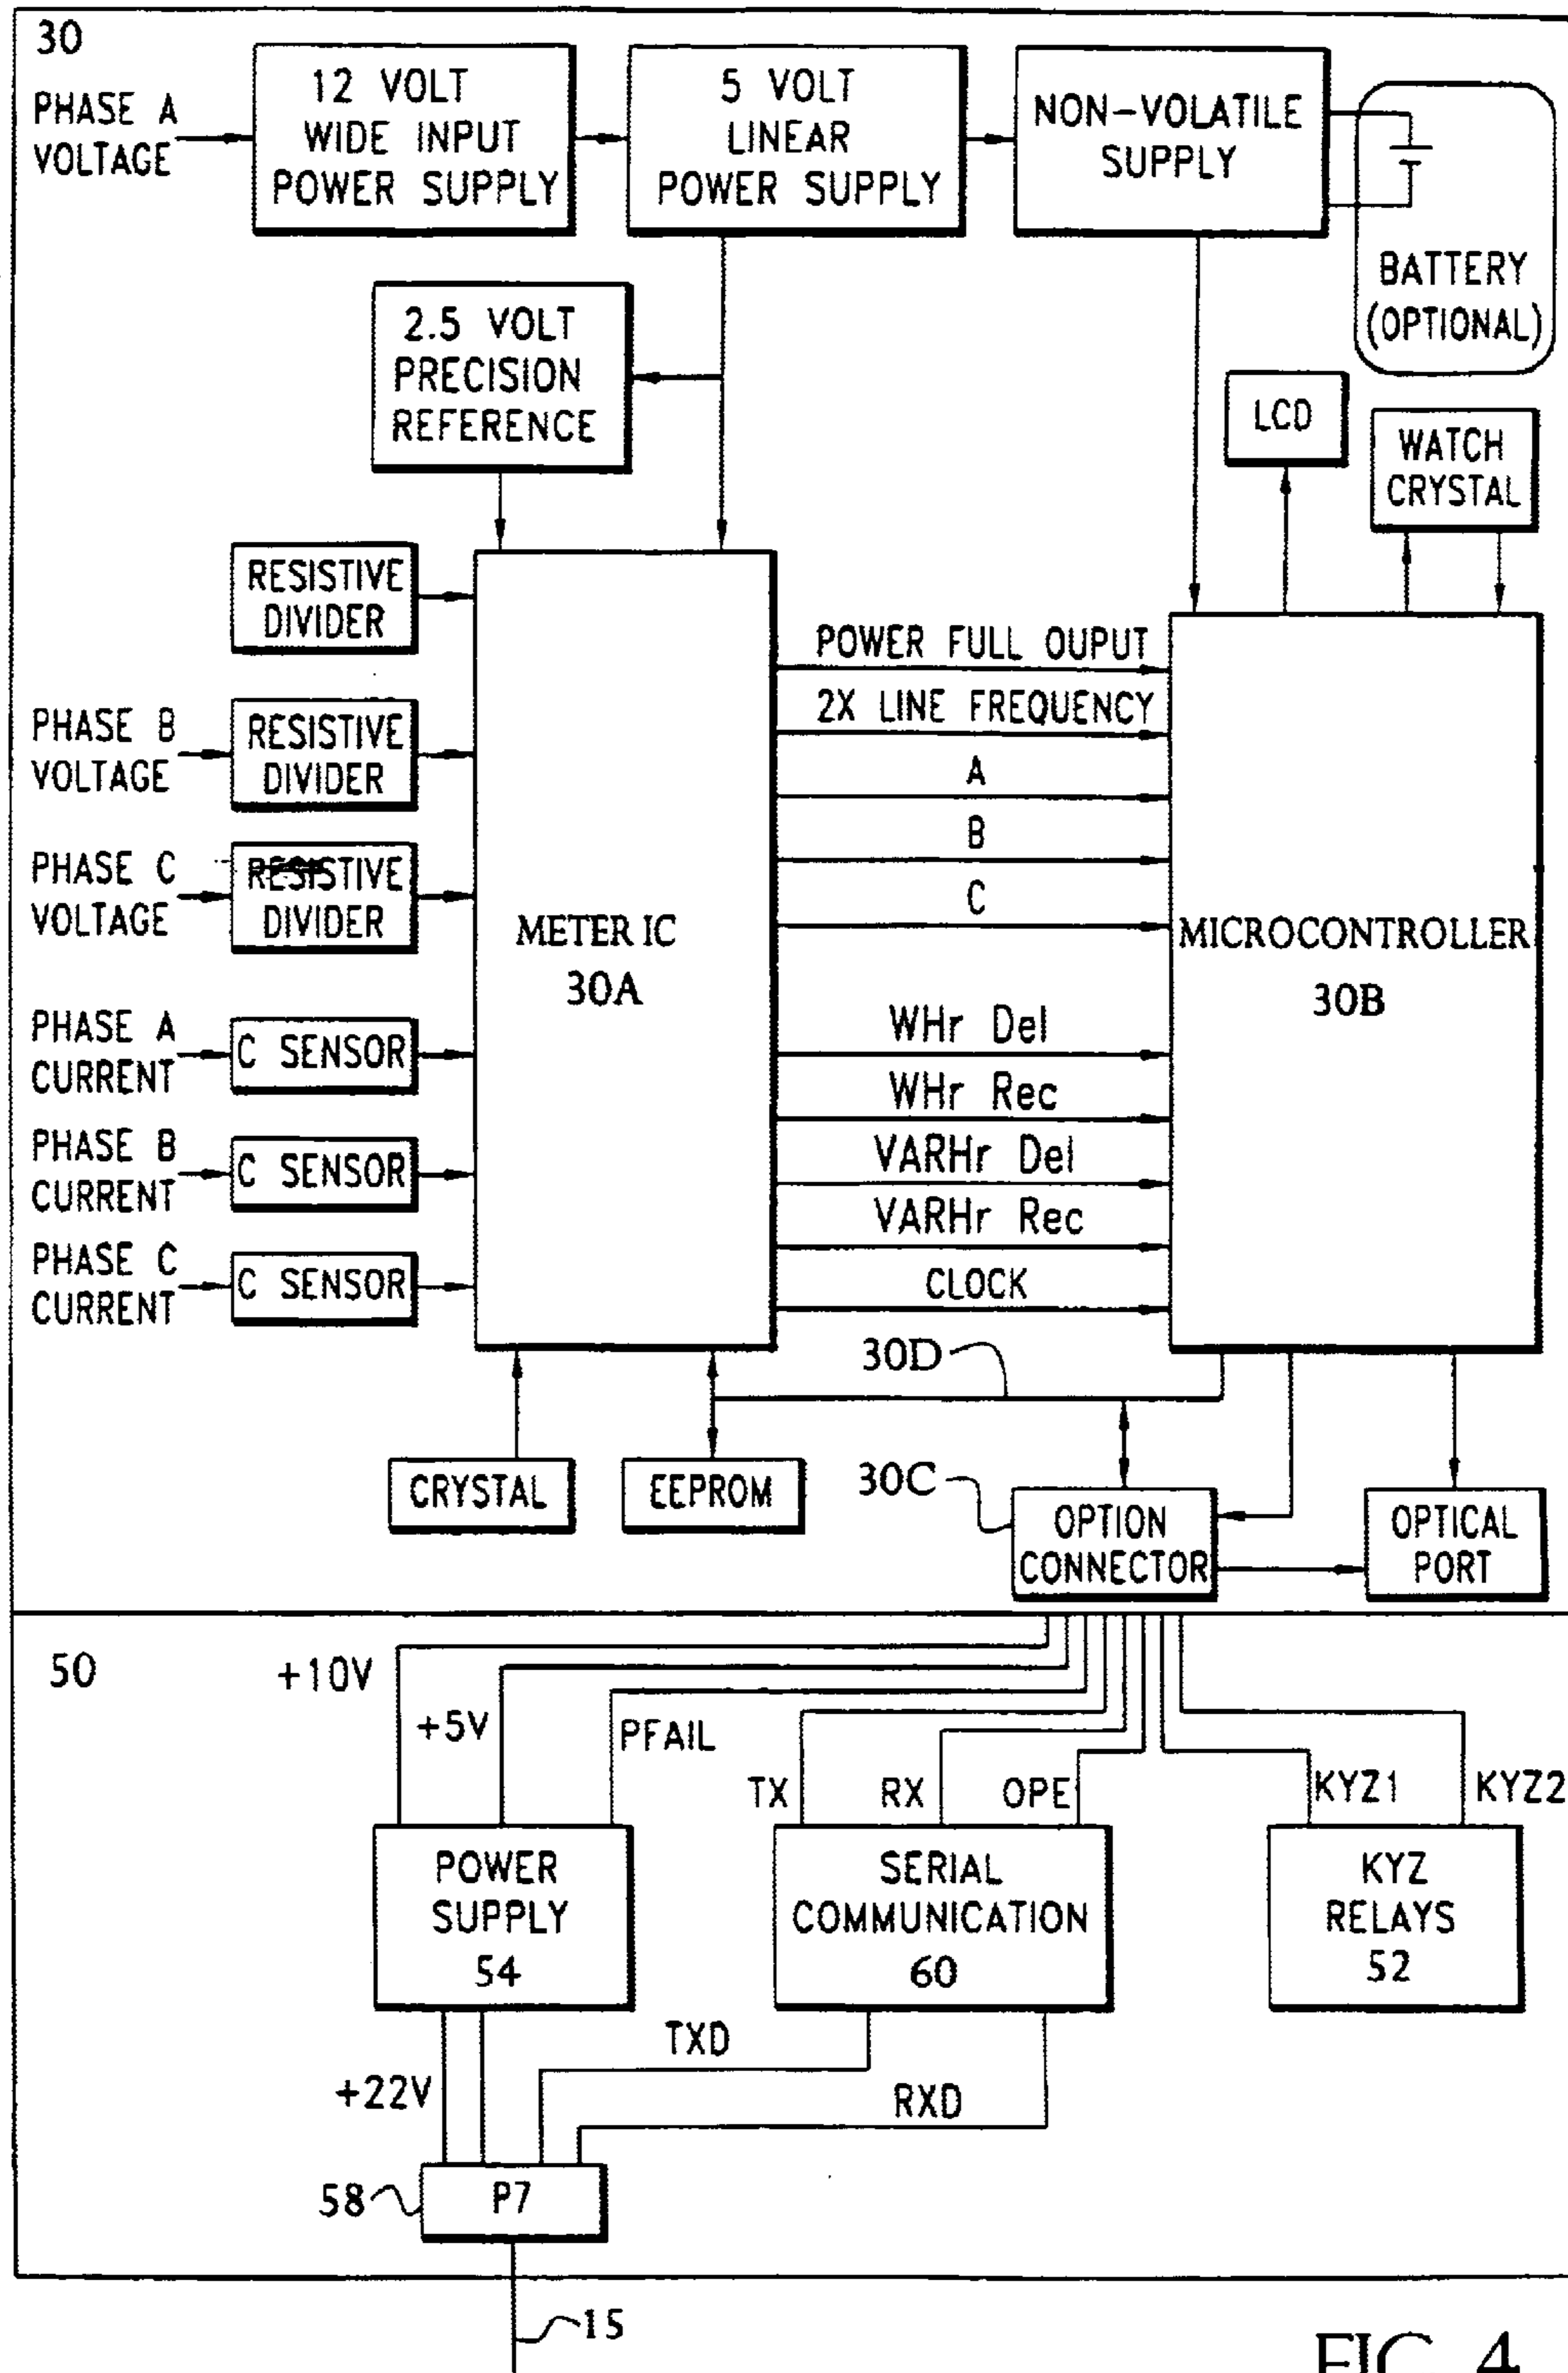 30
PHASE A
VOLTAGE
12 VOLT
WIDE INPUT
POWER SUPPLY
5 VOLT
LINEAR
POWER SUPPLY
NON-VOLATILE
SUPPLY
BATTERY
(OPTIONAL)
2.5 VOLT
PRECISION
REFERENCE
LCD
WATCH
CRYSTAL
RESISTIVE
DIVIDER
PHASE B
VOLTAGE
RESISTIVE
DIVIDER
PHASE C
VOLTAGE
RESISTIVE
DIVIDER
PHASE A
CURRENT
C SENSOR
PHASE B
CURRENT
C SENSOR
PHASE C
CURRENT
C SENSOR
METER IC
30A
POWER FULL OUPUT
2X LINE FREQUENCY
A
B
C
WHr Del
WHr Rec
VARHr Del
VARHr Rec
CLOCK
MICROCONTROLLER
30B
30D
CRYSTAL
EEPROM
30C
OPTION
CONNECTOR
OPTICAL
PORT
50
+10V
+5V
PFAIL
TX
RX
OPE
KYZ1
KYZ2
POWER
SUPPLY
54
SERIAL
COMMUNICATION
60
KYZ
RELAYS
52
+22V
TXD
RXD
58
P7
15
FIG. 4